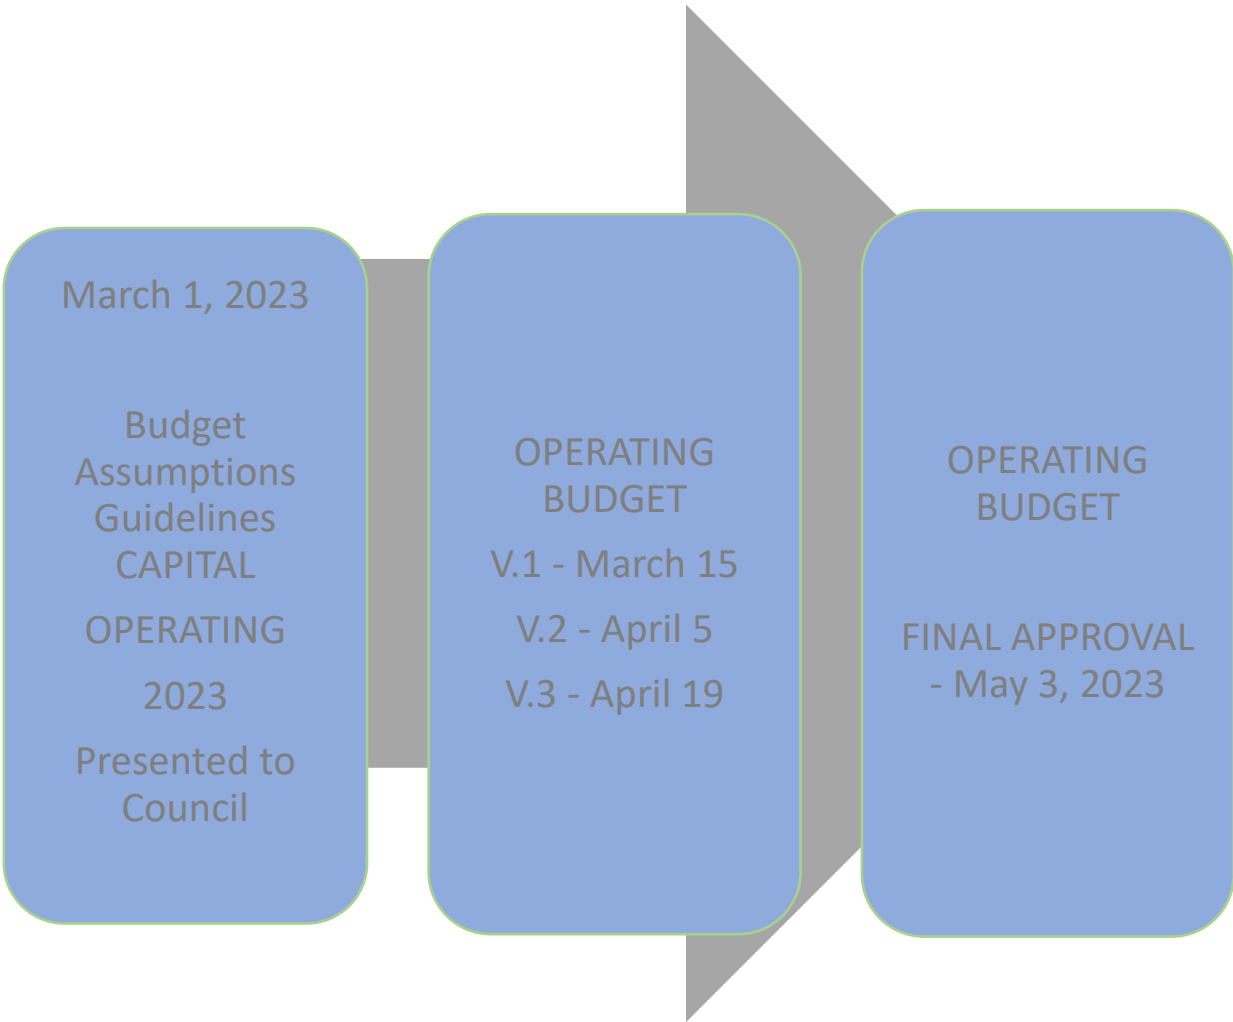 March 1, 2023
Budget
Assumptions
Guidelines
CAPITAL
OPERATING
2023
Presented to
Council
OPERATING
BUDGET
V.1 - March 15
V.2 - April 5
V.3 - April 19
OPERATING
BUDGET
FINAL APPROVAL
- May 3, 2023